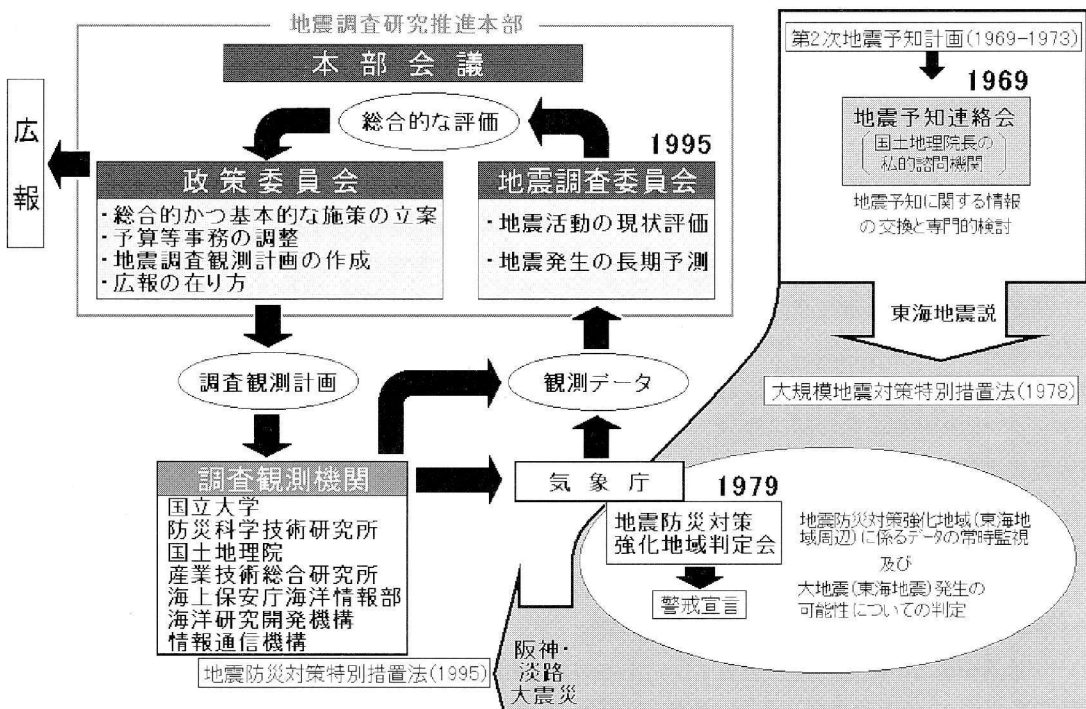 地震調査研究推進本部
本部会議
総合的な評価
1995
広報
政策委員会
・総合的かつ基本的な施策の立案
・予算等事務の調整
・地震調査観測計画の作成
・広報の在り方
地震調査委員会
・地震活動の現状評価
・地震発生の長期予測
調査観測計画
観測データ
調査観測機関
国立大学
防災科学技術研究所
国土地理院
産業技術総合研究所
海上保安庁海洋情報部
海洋研究開発機構
情報通信機構
地震防災対策特別措置法(1995)
気象庁
第2次地震予知計画(1969-1973)
1969
地震予知連絡会
国土地理院長の
私的諮問機関
地震予知に関する情報
の交換と専門的検討
東海地震説
大規模地震対策特別措置法(1978)
1979
地震防災対策
強化地域判定会
警戒宣言
地震防災対策強化地域(東海地
域周辺)に係るデータの常時監視
及び
大地震(東海地震)発生の
可能性についての判定
阪神・
淡路
大震災